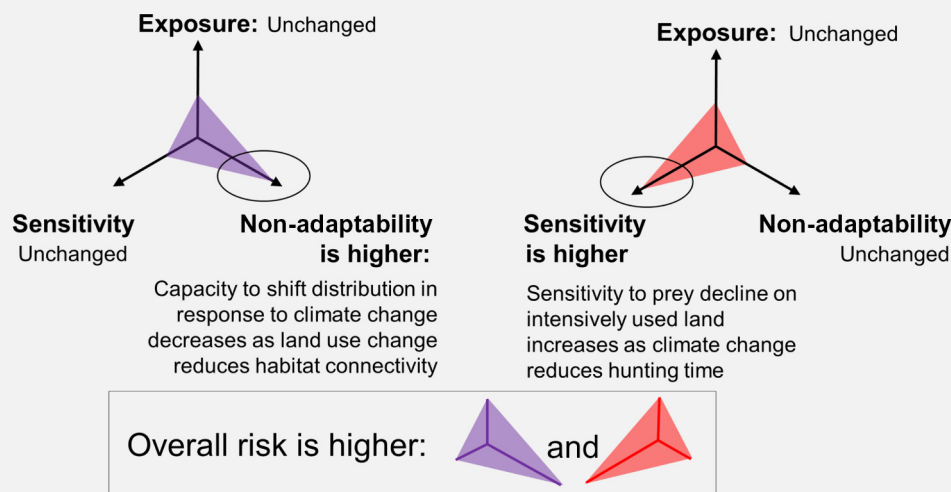 Exposure: Unchanged
Sensitivity
Unchanged
Non-adaptability
is higher:
Capacity to shift distribution in
response to climate change
decreases as land use change
reduces habitat connectivity
Exposure: Unchanged
Sensitivity
is higher
Non-adaptability
Unchanged
Sensitivity to prey decline on
intensively used land
increases as climate change
reduces hunting time
Overall risk is higher: and